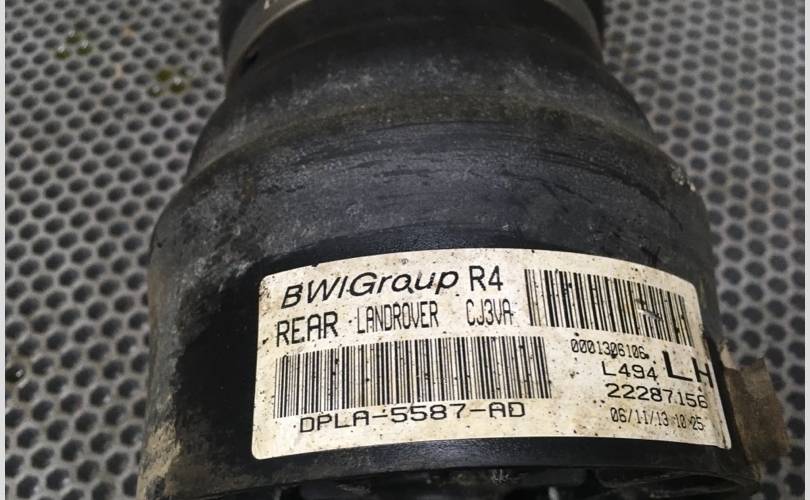 BWIGroup R4
REAR LANDROVER CJ3VA
0001306106
L494 LH
22287156
DPLA-5587-AD
06/11/13 10:25